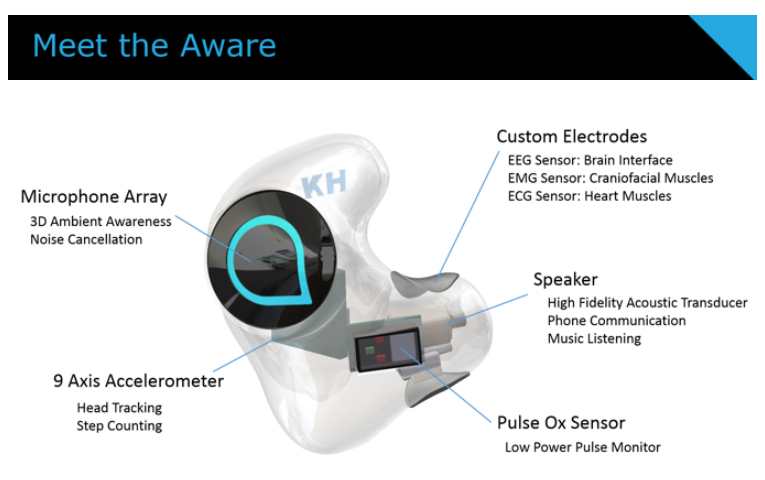 Meet the Aware
KH
Custom Electrodes
EEG Sensor: Brain Interface
EMG Sensor: Craniofacial Muscles
ECG Sensor: Heart Muscles
Microphone Array
3D Ambient Awareness
Noise Cancellation
Speaker
High Fidelity Acoustic Transducer
Phone Communication
Music Listening
9 Axis Accelerometer
Head Tracking
Step Counting
Pulse Ox Sensor
Low Power Pulse Monitor